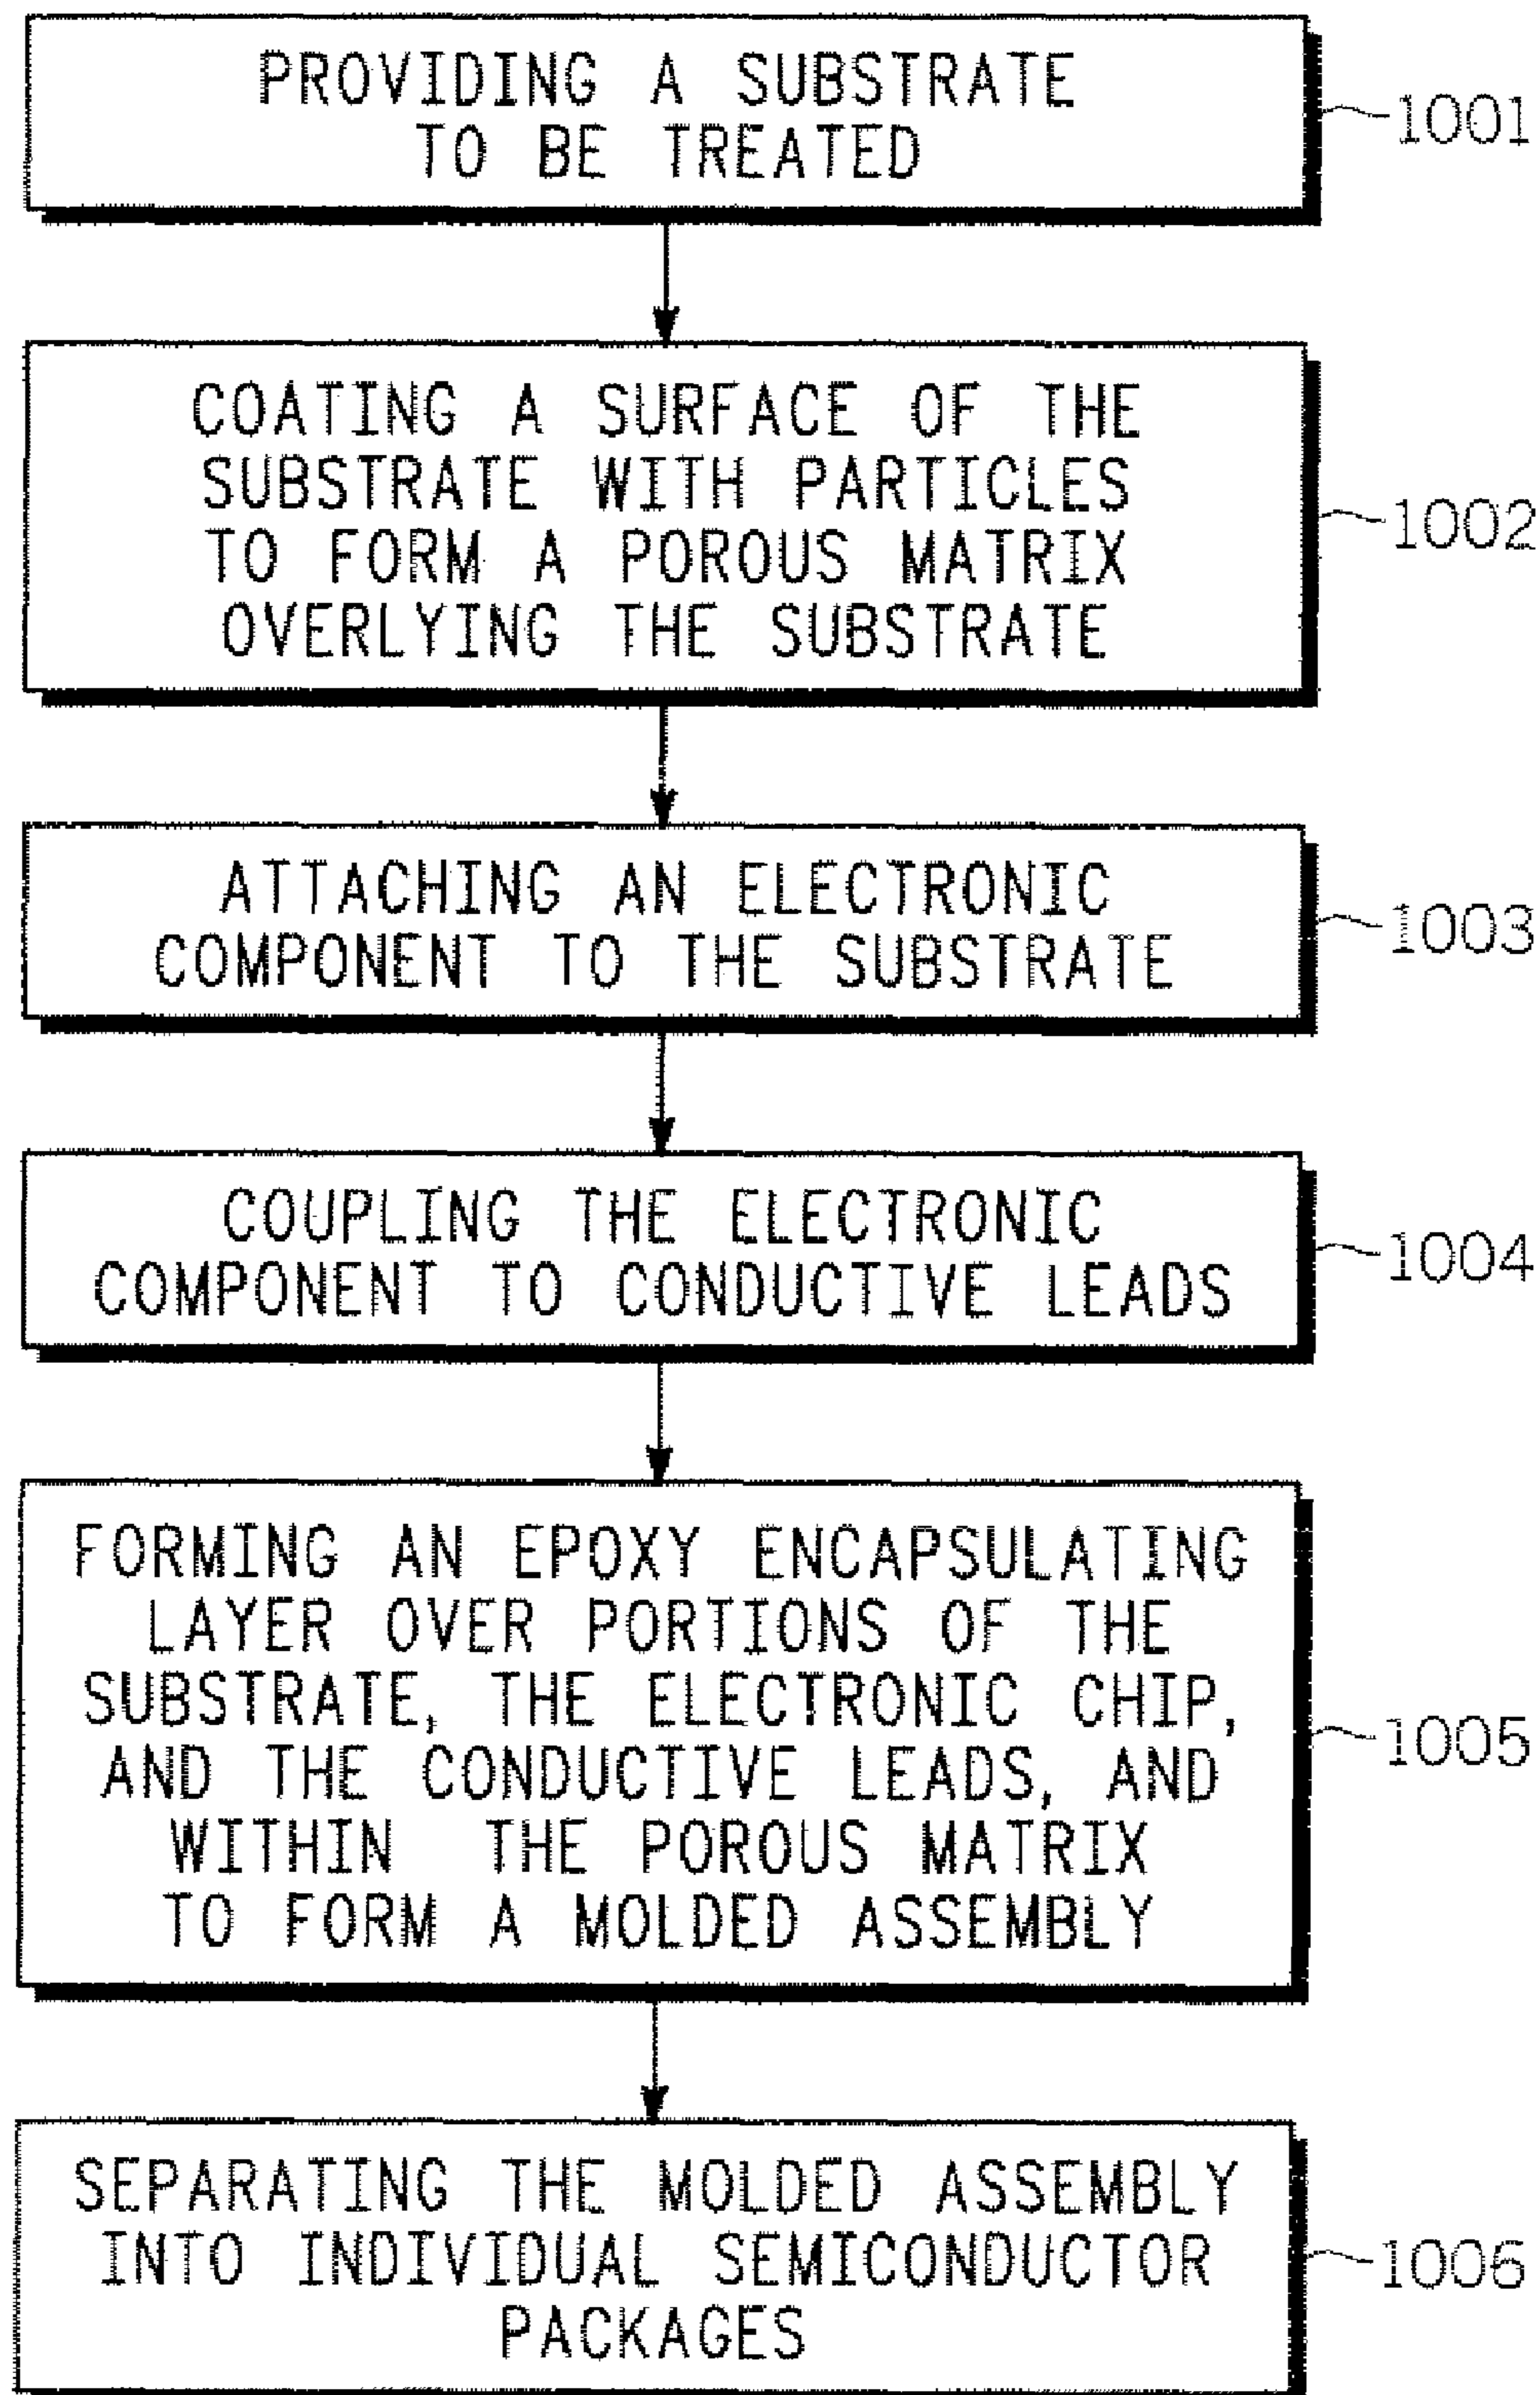 PROVIDING A SUBSTRATE
TO BE TREATED
1001
COATING A SURFACE OF THE
SUBSTRATE WITH PARTICLES
TO FORM A POROUS MATRIX
OVERLYING THE SUBSTRATE
1002
ATTACHING AN ELECTRONIC
COMPONENT TO THE SUBSTRATE
1003
COUPLING THE ELECTRONIC
COMPONENT TO CONDUCTIVE LEADS
1004
FORMING AN EPOXY ENCAPSULATING
LAYER OVER PORTIONS OF THE
SUBSTRATE, THE ELECTRONIC CHIP,
AND THE CONDUCTIVE LEADS, AND
WITHIN THE POROUS MATRIX
TO FORM A MOLDED ASSEMBLY
1005
SEPARATING THE MOLDED ASSEMBLY
INTO INDIVIDUAL SEMICONDUCTOR
PACKAGES
1006